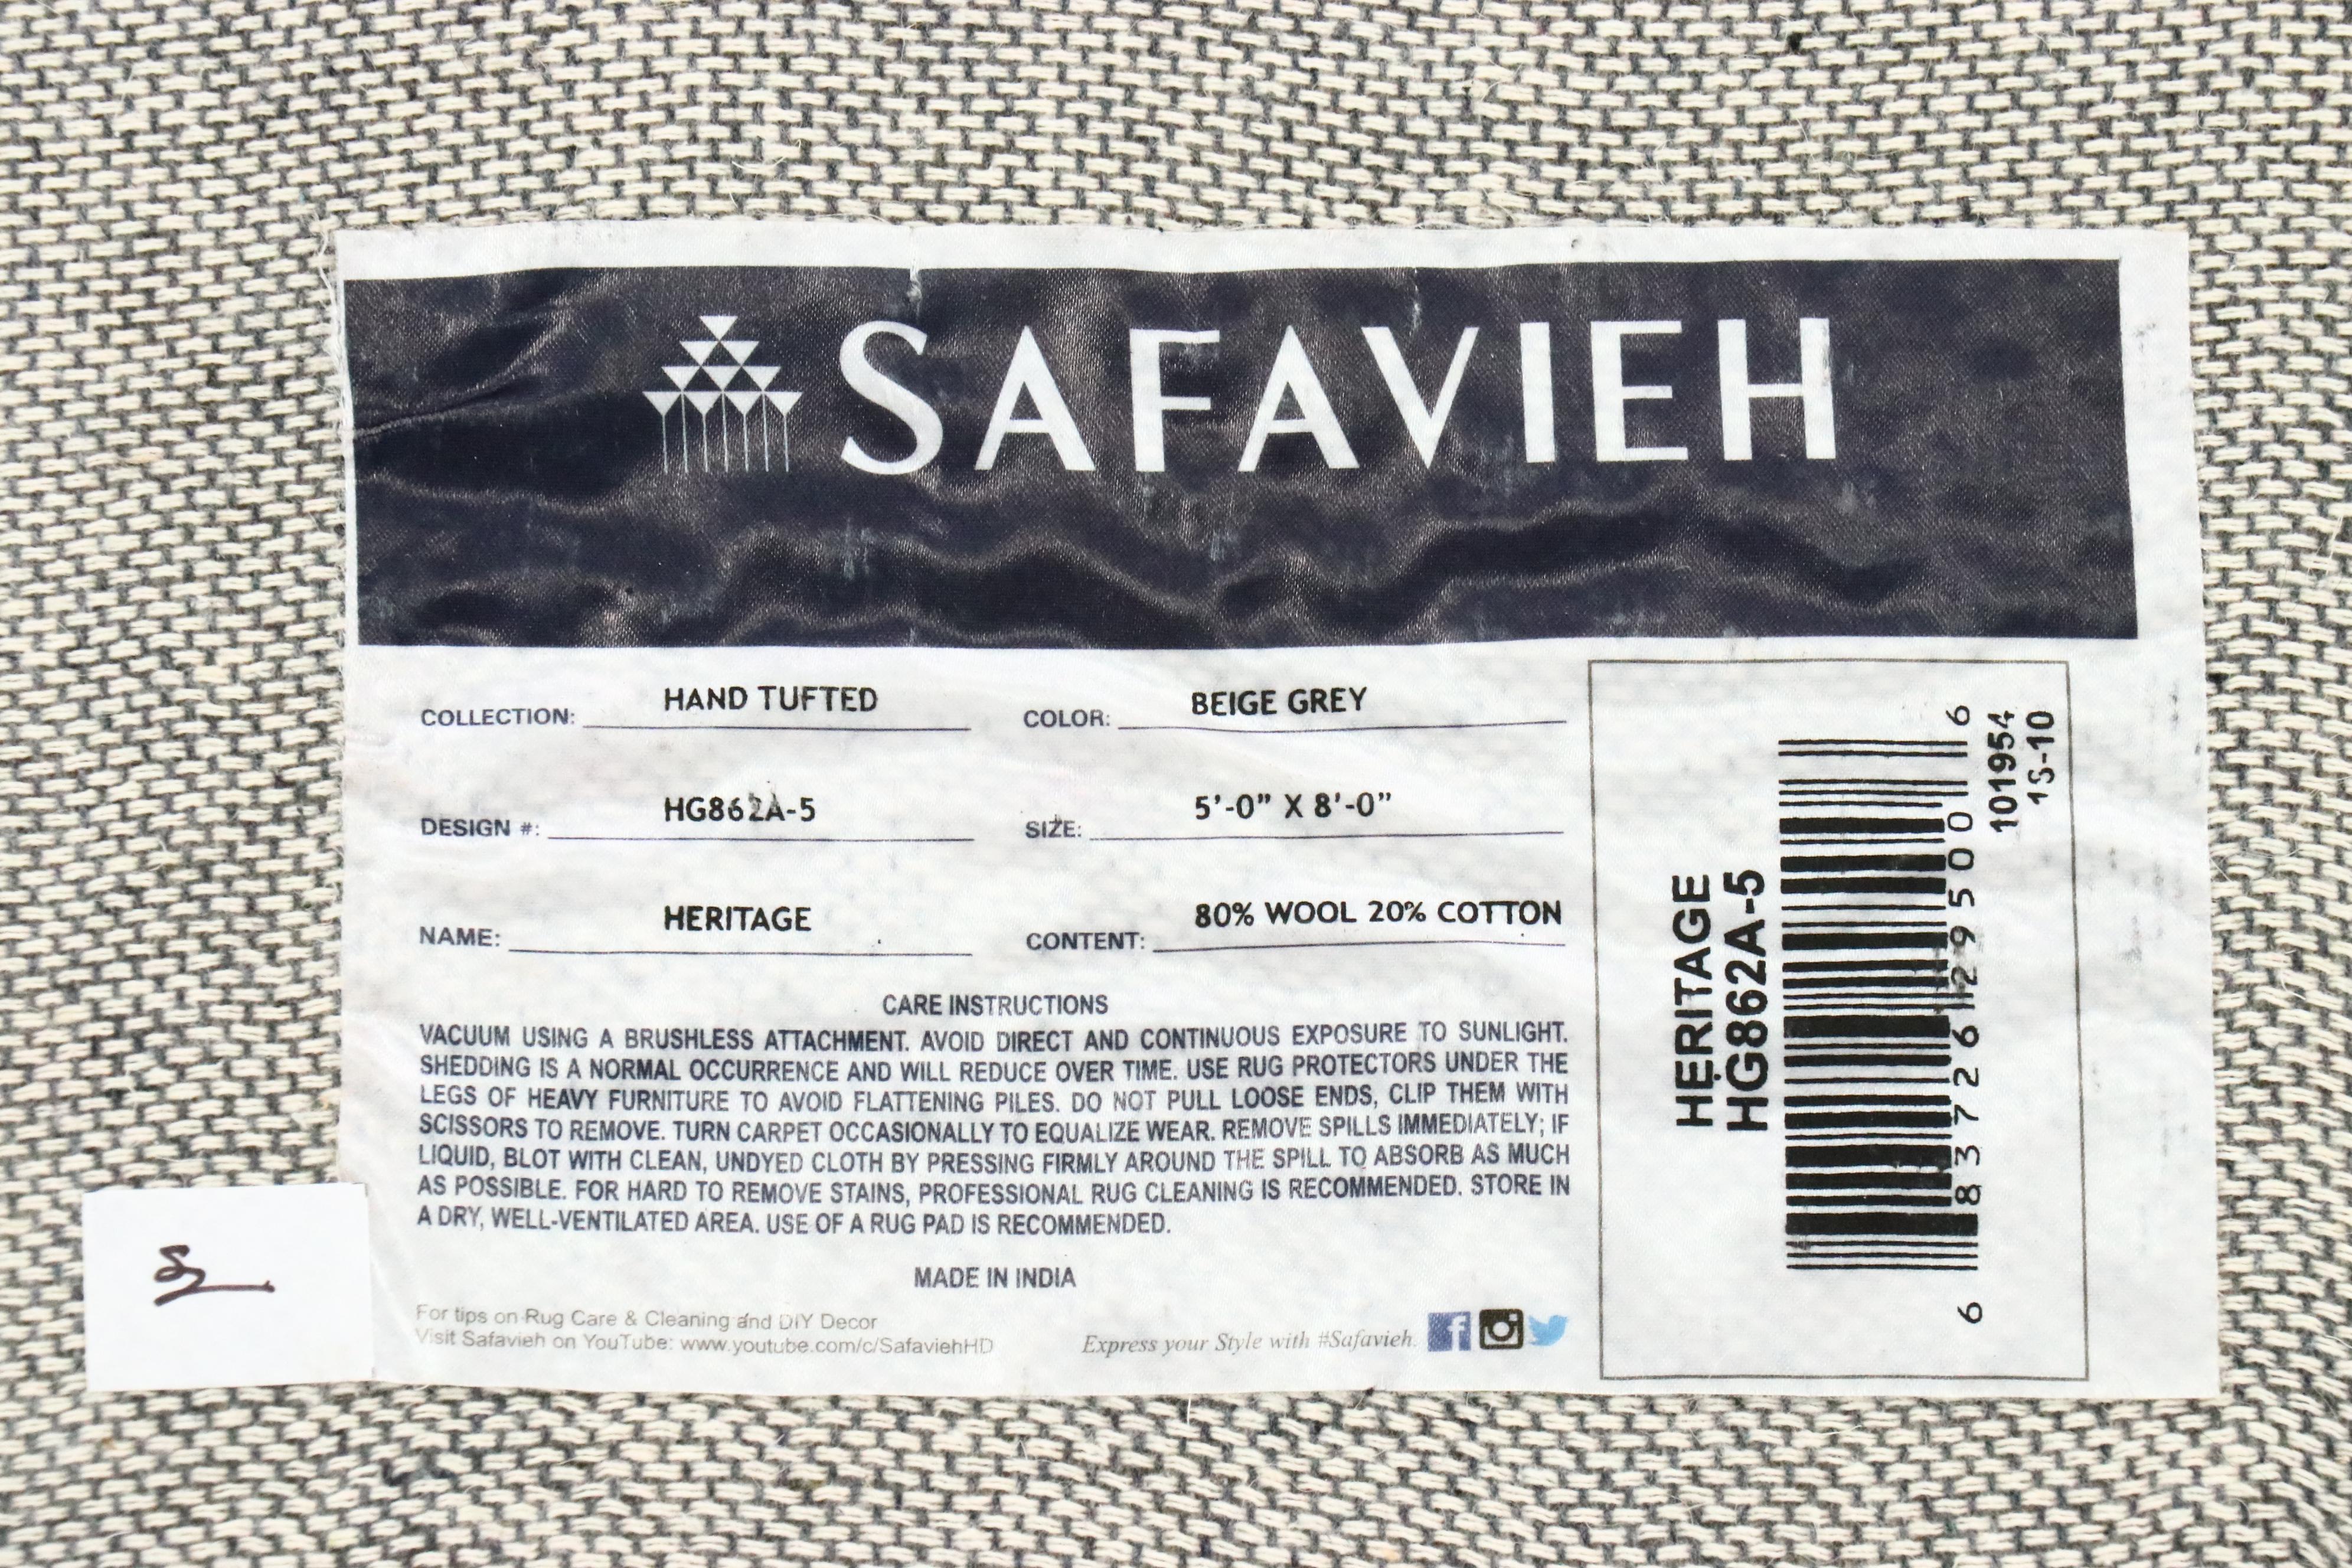 SAFAVIEH
COLLECTION: HAND TUFTED
COLOR: BEIGE GREY
DESIGN #: HG862A-5
SIZE: 5'-0" X 8'-0"
NAME: HERITAGE
CONTENT: 80% WOOL 20% COTTON
CARE INSTRUCTIONS
VACUUM USING A BRUSHLESS ATTACHMENT. AVOID DIRECT AND CONTINUOUS EXPOSURE TO SUNLIGHT.
SHEDDING IS A NORMAL OCCURRENCE AND WILL REDUCE OVER TIME. USE RUG PROTECTORS UNDER THE
LEGS OF HEAVY FURNITURE TO AVOID FLATTENING PILES. DO NOT PULL LOOSE ENDS, CLIP THEM WITH
SCISSORS TO REMOVE. TURN CARPET OCCASIONALLY TO EQUALIZE WEAR. REMOVE SPILLS IMMEDIATELY; IF
LIQUID, BLOT WITH CLEAN, UNDYED CLOTH BY PRESSING FIRMLY AROUND THE SPILL TO ABSORB AS MUCH
AS POSSIBLE. FOR HARD TO REMOVE STAINS, PROFESSIONAL RUG CLEANING IS RECOMMENDED. STORE IN
A DRY, WELL-VENTILATED AREA. USE OF A RUG PAD IS RECOMMENDED.
MADE IN INDIA
For tips on Rug Care & Cleaning and DIY Decor
Visit Safavieh on YouTube: www.youtube.com/c/SafaviehHD
Express your Style with #Safavieh.
HERITAGE
HG862A-5
6 83726 29500 6
101954
1S-10